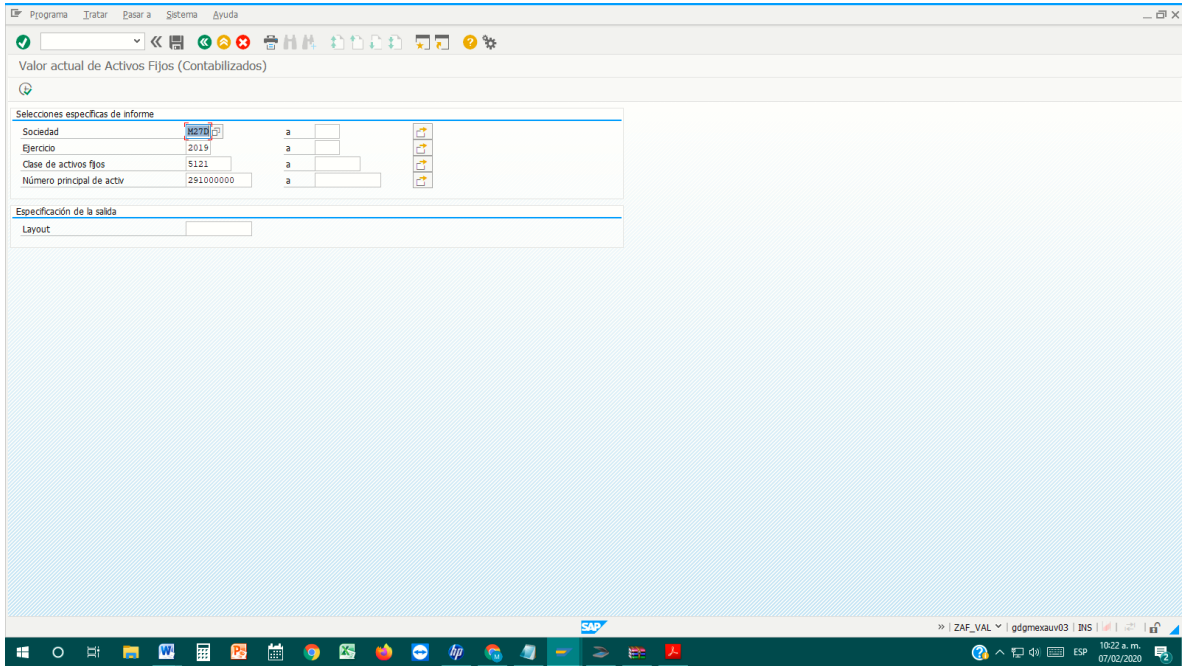 Programa Tratar Pasar a Sistema Ayuda
Valor actual de Activos Fijos (Contabilizados)
Selecciones específicas de informe
Sociedad M27D a
Ejercicio 2019 a
Clase de activos fijos 5121 a
Número principal de activ 291000000 a
Especificación de la salida
Layout
SAP
» ZAF_VAL gdgmexauv03 INS
ESP 10:22 a. m.
07/02/2020 2